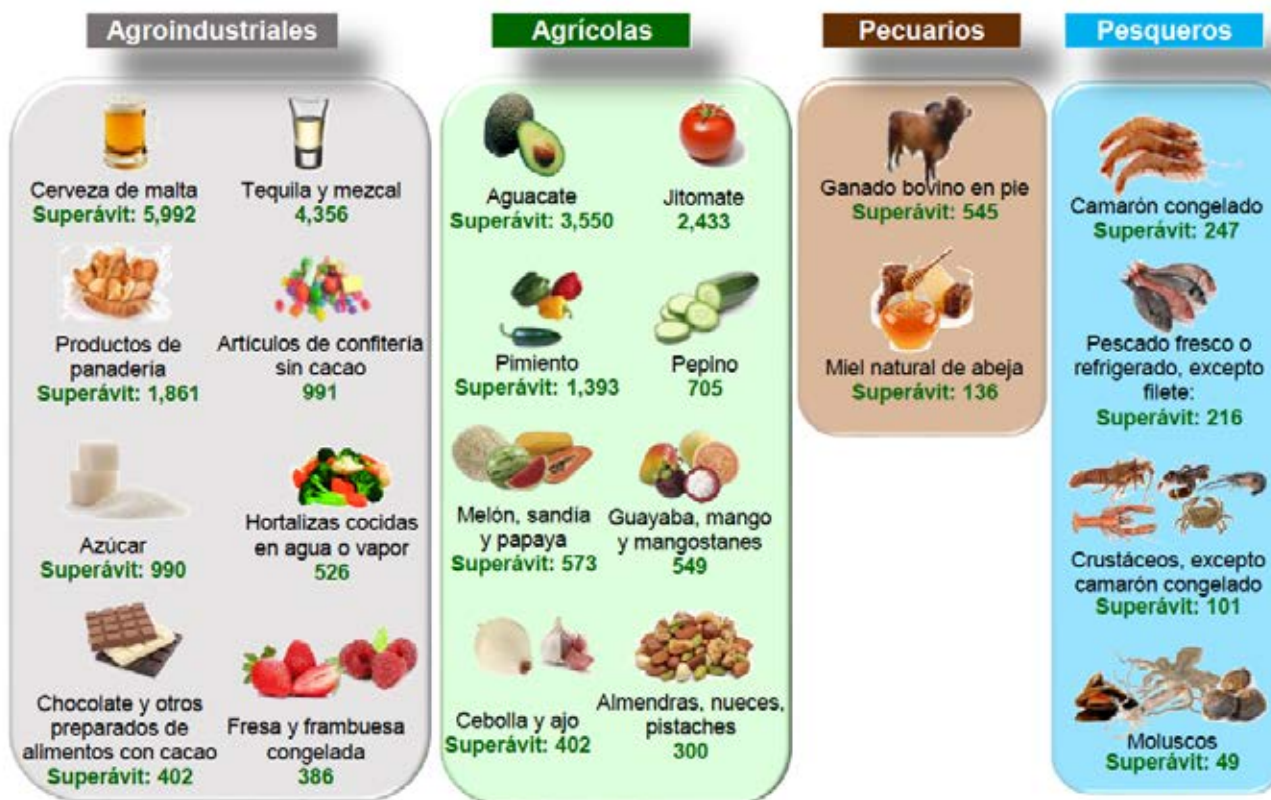 Agroindustriales
Cerveza de malta
Superávit: 5,992
Tequila y mezcal
4,356
Productos de
panadería
Superávit: 1,861
Artículos de confitería
sin cacao
991
Azúcar
Superávit: 990
Hortalizas cocidas
en agua o vapor
526
Chocolate y otros
preparados de
alimentos con cacao
Superávit: 402
Fresa y frambuesa
congelada
386
Agrícolas
Aguacate
Superávit: 3,550
Jitomate
2,433
Pimiento
Superávit: 1,393
Pepino
705
Melón, sandía
y papaya
Superávit: 573
Guayaba, mango
y mangostanes
549
Cebolla y ajo
Superávit: 402
Almendras, nueces,
pistaches
300
Pecuarios
Ganado bovino en pie
Superávit: 545
Miel natural de abeja
Superávit: 136
Pesqueros
Camarón congelado
Superávit: 247
Pescado fresco o
refrigerado, excepto
filete:
Superávit: 216
Crustáceos, excepto
camarón congelado
Superávit: 101
Moluscos
Superávit: 49